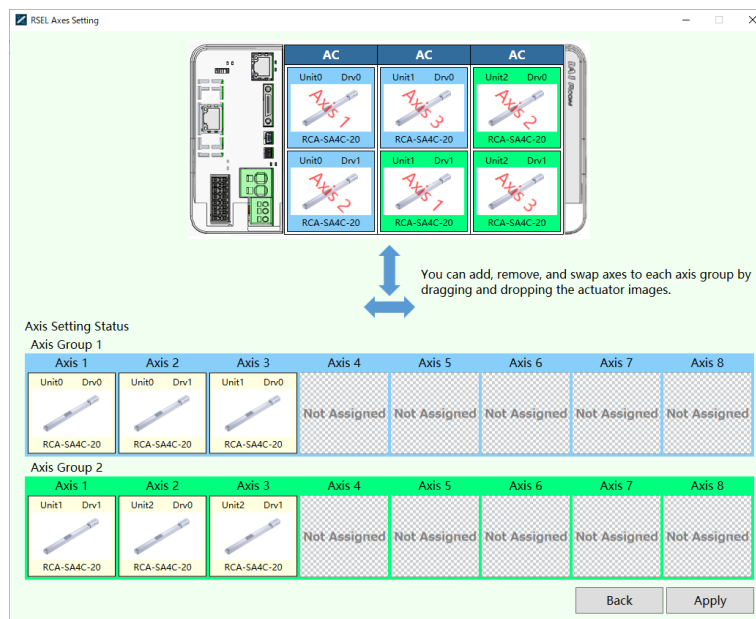 RSEL Axes Setting
AC AC AC
Unit0 Drv0 Unit1 Drv0 Unit2 Drv0
Axis 1 Axis 3 Axis 2
RCA-SA4C-20 RCA-SA4C-20 RCA-SA4C-20
Unit0 Drv1 Unit1 Drv1 Unit2 Drv1
Axis 2 Axis 1 Axis 3
RCA-SA4C-20 RCA-SA4C-20 RCA-SA4C-20
You can add, remove, and swap axes to each axis group by
dragging and dropping the actuator images.
Axis Setting Status
Axis Group 1
Axis 1 Axis 2 Axis 3 Axis 4 Axis 5 Axis 6 Axis 7 Axis 8
Unit0 Drv0 Unit0 Drv1 Unit1 Drv0
Not Assigned Not Assigned Not Assigned Not Assigned Not Assigned
RCA-SA4C-20 RCA-SA4C-20 RCA-SA4C-20
Axis Group 2
Axis 1 Axis 2 Axis 3 Axis 4 Axis 5 Axis 6 Axis 7 Axis 8
Unit1 Drv1 Unit2 Drv0 Unit2 Drv1
Not Assigned Not Assigned Not Assigned Not Assigned Not Assigned
RCA-SA4C-20 RCA-SA4C-20 RCA-SA4C-20
Back Apply